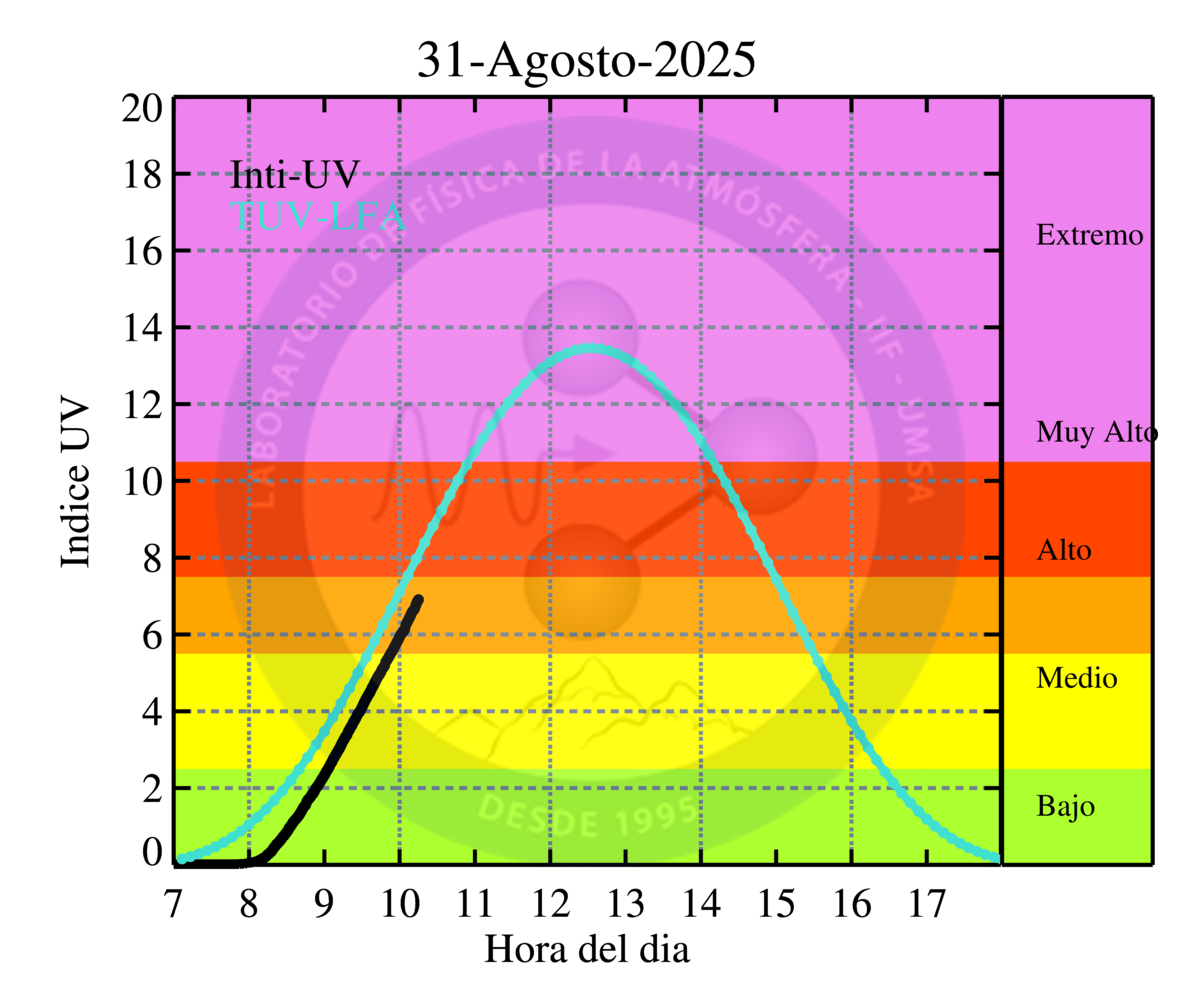 31-Agosto-2025
Indice UV
20
18
16
14
12
10
8
6
4
2
0
Inti-UV
TUV-LFA
LABORATORIO DE FÍSICA DE LA ATMÓSFERA - IIF - UMSA
DESDE 1995
Extremo
Muy Alto
Alto
Medio
Bajo
7 8 9 10 11 12 13 14 15 16 17
Hora del dia